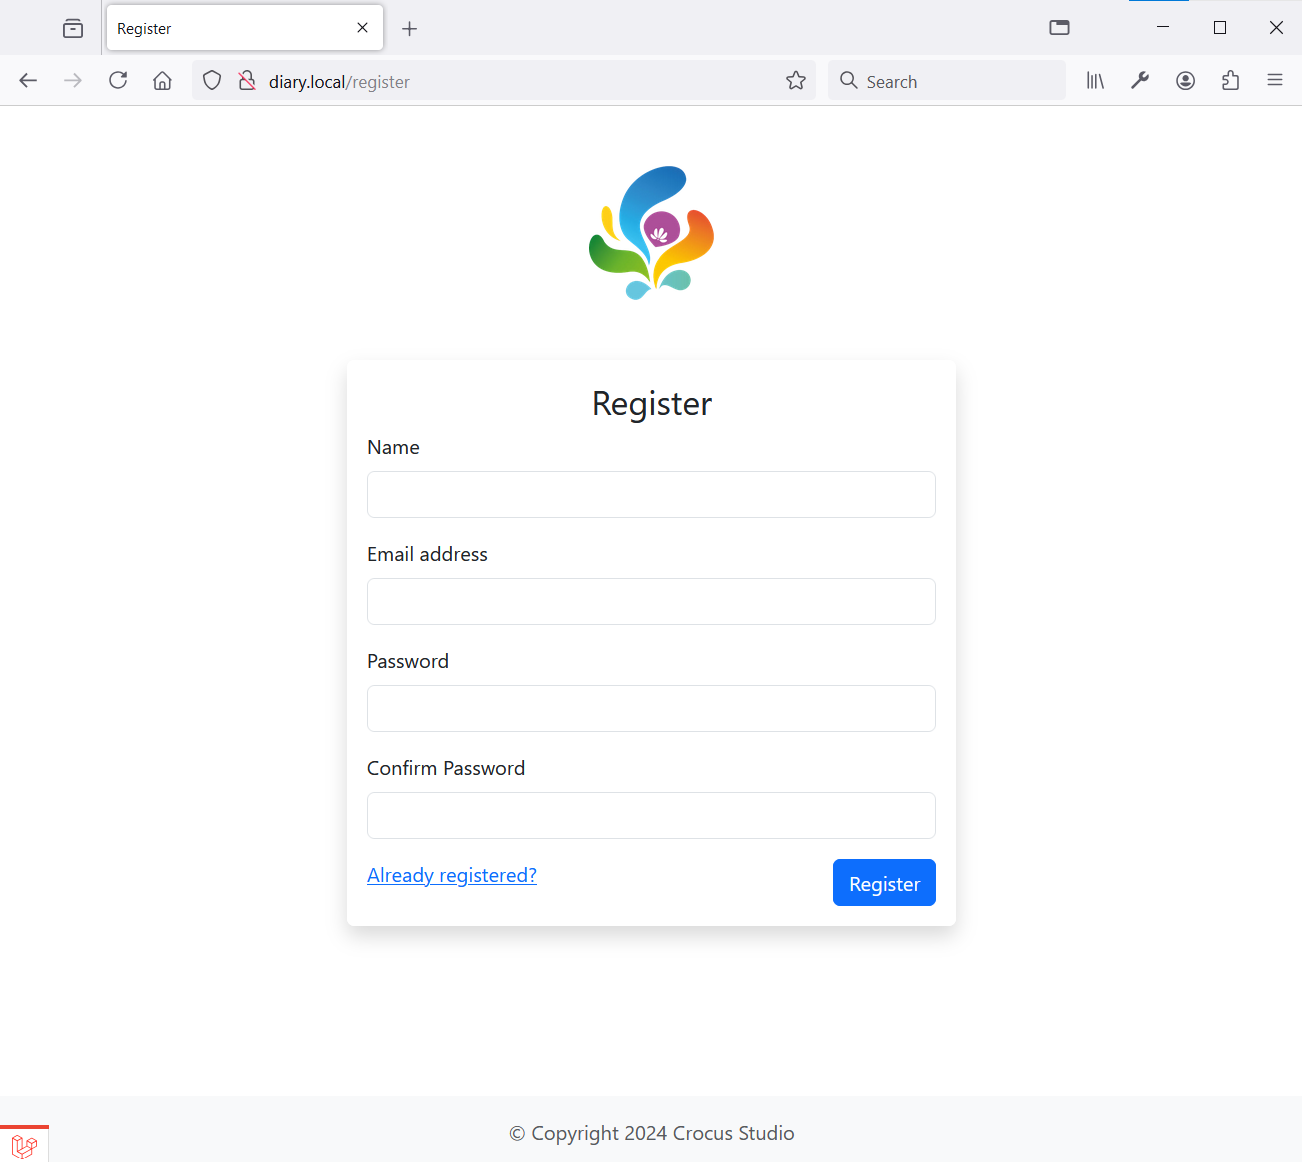 Register
diary.local/register
Search
Register
Name
Email address
Password
Confirm Password
Already registered?
Register
© Copyright 2024 Crocus Studio